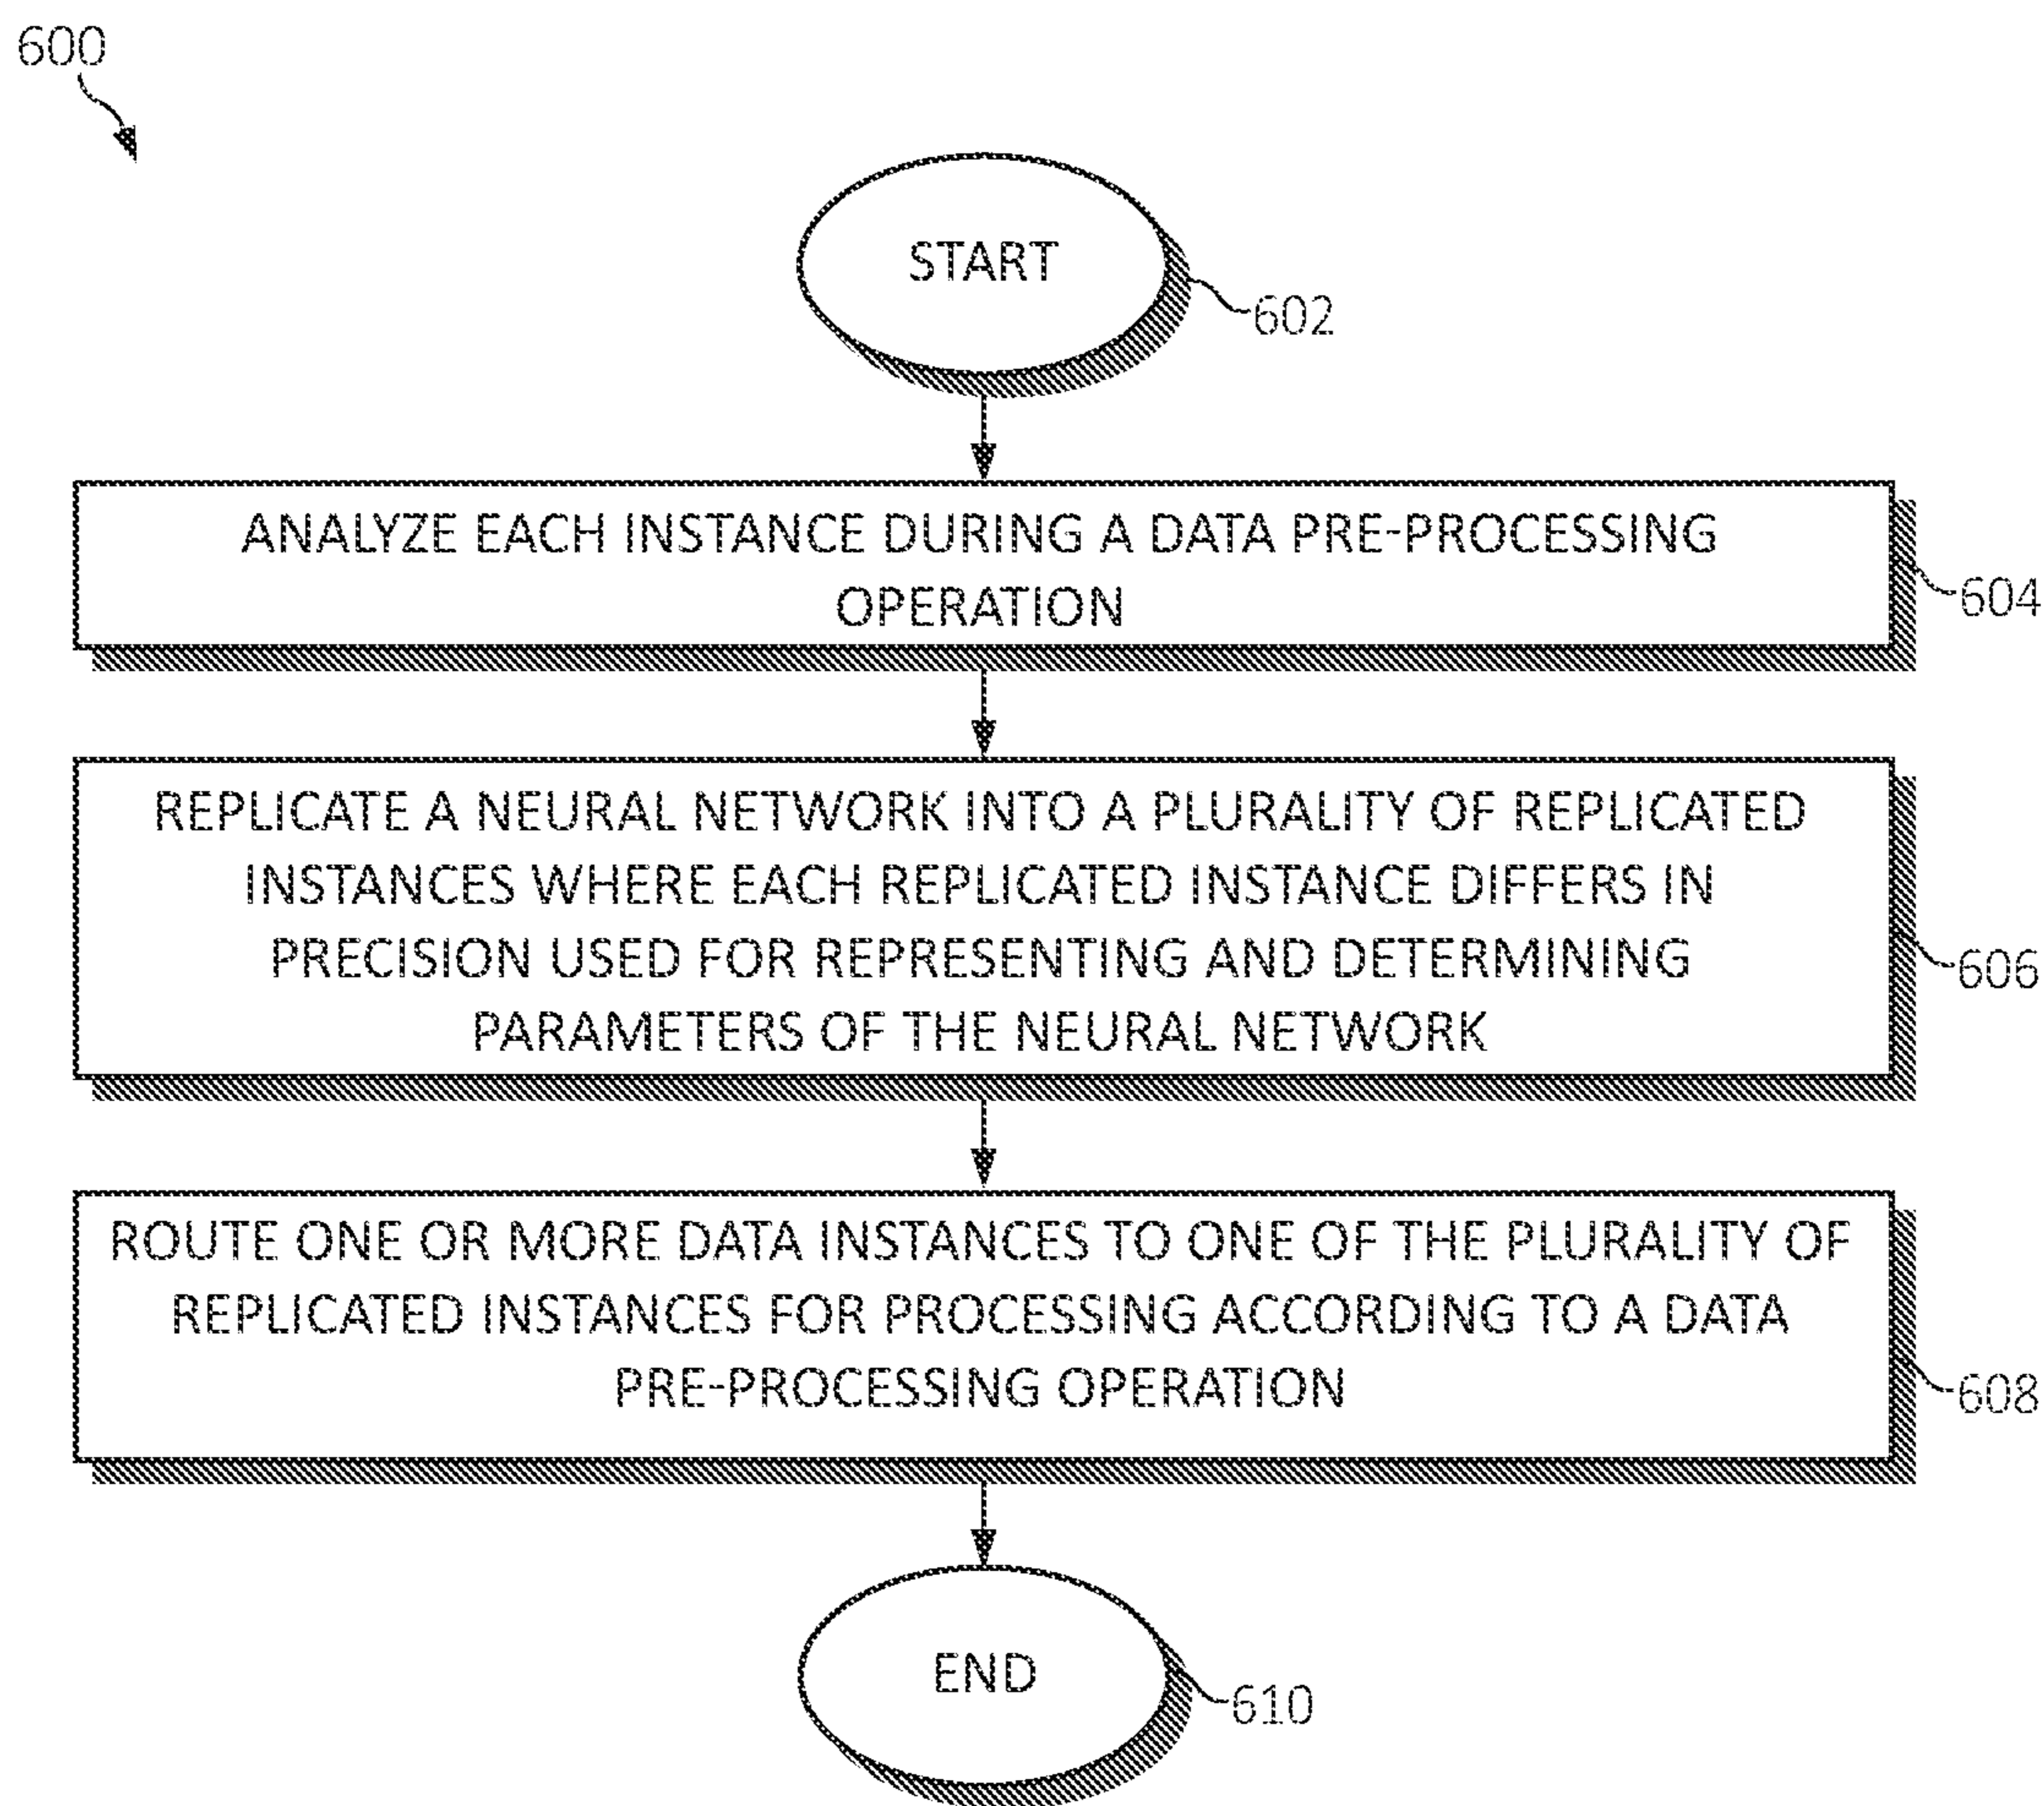 600
START
602
ANALYZE EACH INSTANCE DURING A DATA PRE-PROCESSING
OPERATION
604
REPLICATE A NEURAL NETWORK INTO A PLURALITY OF REPLICATED
INSTANCES WHERE EACH REPLICATED INSTANCE DIFFERS IN
PRECISION USED FOR REPRESENTING AND DETERMINING
PARAMETERS OF THE NEURAL NETWORK
606
ROUTE ONE OR MORE DATA INSTANCES TO ONE OF THE PLURALITY OF
REPLICATED INSTANCES FOR PROCESSING ACCORDING TO A DATA
PRE-PROCESSING OPERATION
608
END
610